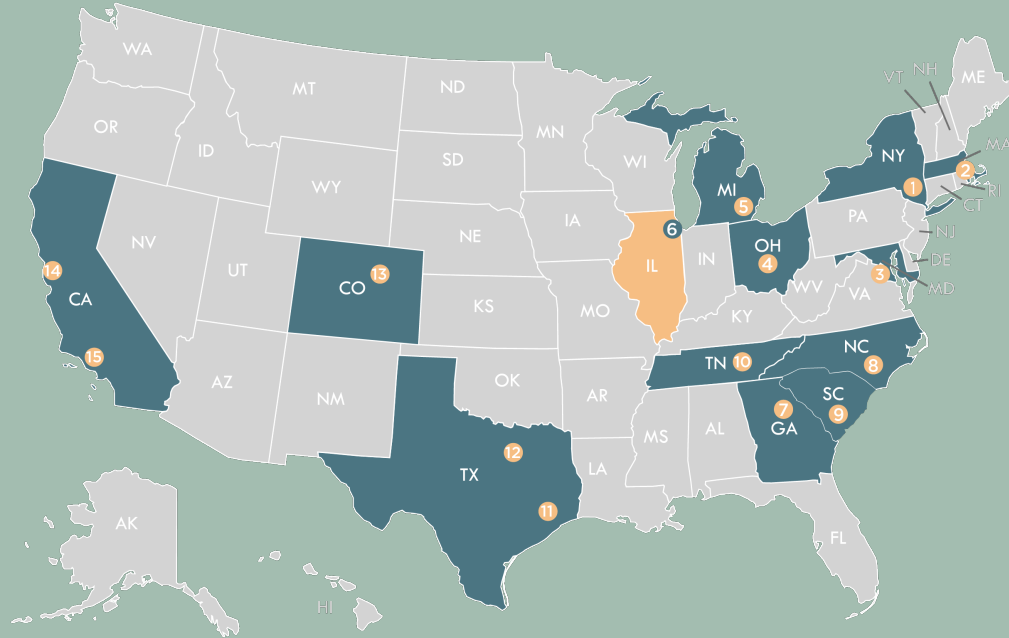 WA
MT
ND
MN
VT
NH
ME
OR
ID
SD
WI
MI
5
NY
1
MA
2
RI
CT
WY
IA
NE
PA
NJ
NV
UT
CO
13
IL
6
IN
OH
4
WV
VA
3
DE
MD
14
CA
15
KS
MO
KY
AZ
NM
OK
AR
TN
10
NC
8
SC
9
7
GA
MS
AL
TX
12
11
LA
FL
AK
HI